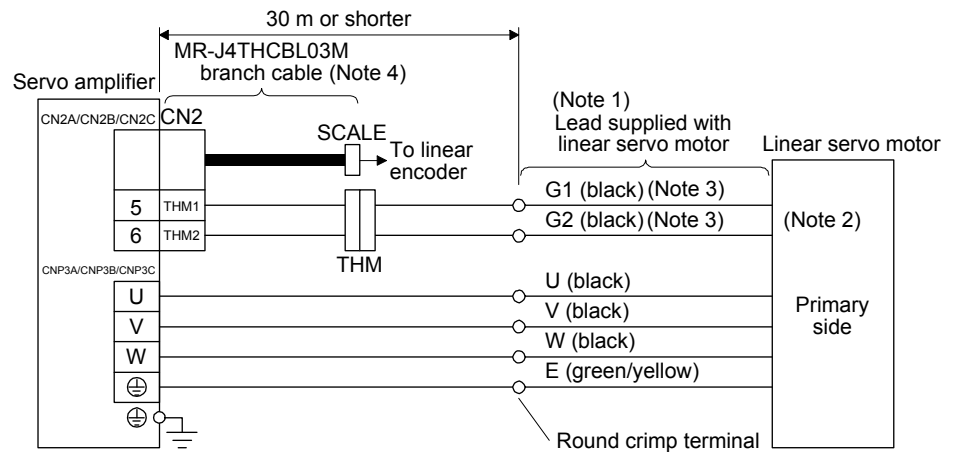 30 m or shorter
MR-J4THCBL03M
branch cable (Note 4)
Servo amplifier
CN2A/CN2B/CN2C
CN2
SCALE
To linear
encoder
(Note 1)
Lead supplied with
linear servo motor
Linear servo motor
5
THM1
G1 (black) (Note 3)
6
THM2
G2 (black) (Note 3)
(Note 2)
THM
CNP3A/CNP3B/CNP3C
U
U (black)
V
V (black)
W
W (black)
E (green/yellow)
Primary
side
Round crimp terminal